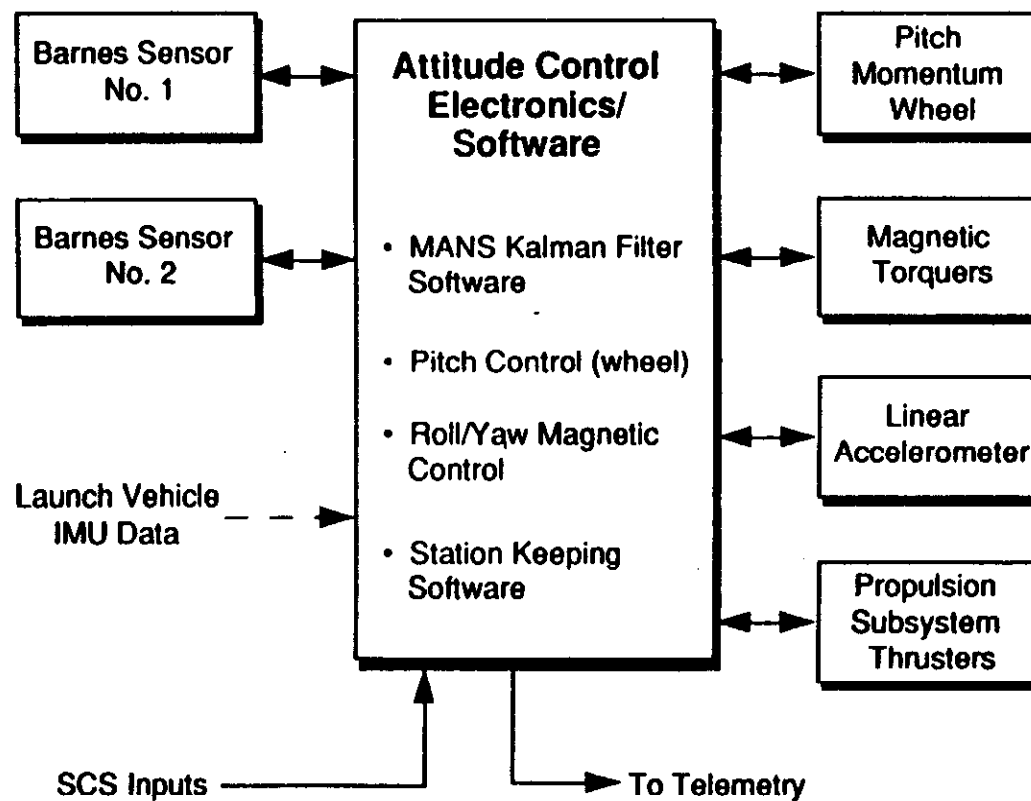 Barnes Sensor
No. 1
Barnes Sensor
No. 2
Launch Vehicle
IMU Data
Attitude Control
Electronics/
Software
• MANS Kalman Filter
Software
• Pitch Control (wheel)
• Roll/Yaw Magnetic
Control
• Station Keeping
Software
Pitch
Momentum
Wheel
Magnetic
Torquers
Linear
Accelerometer
Propulsion
Subsystem
Thrusters
SCS Inputs
To Telemetry